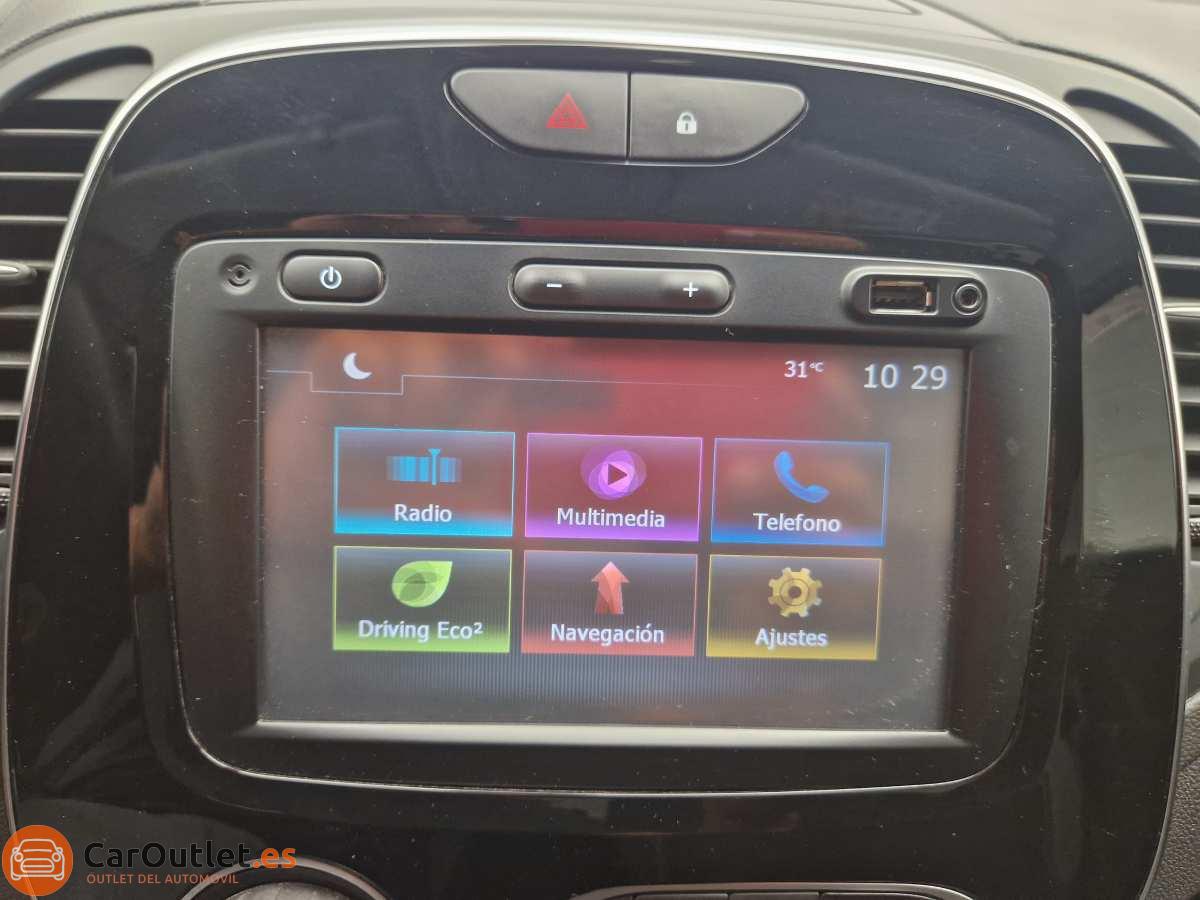 31°C
10 29
Radio
Multimedia
Telefono
Driving Eco²
Navegación
Ajustes
CarOutlet.es
OUTLET DEL AUTOMOVIL